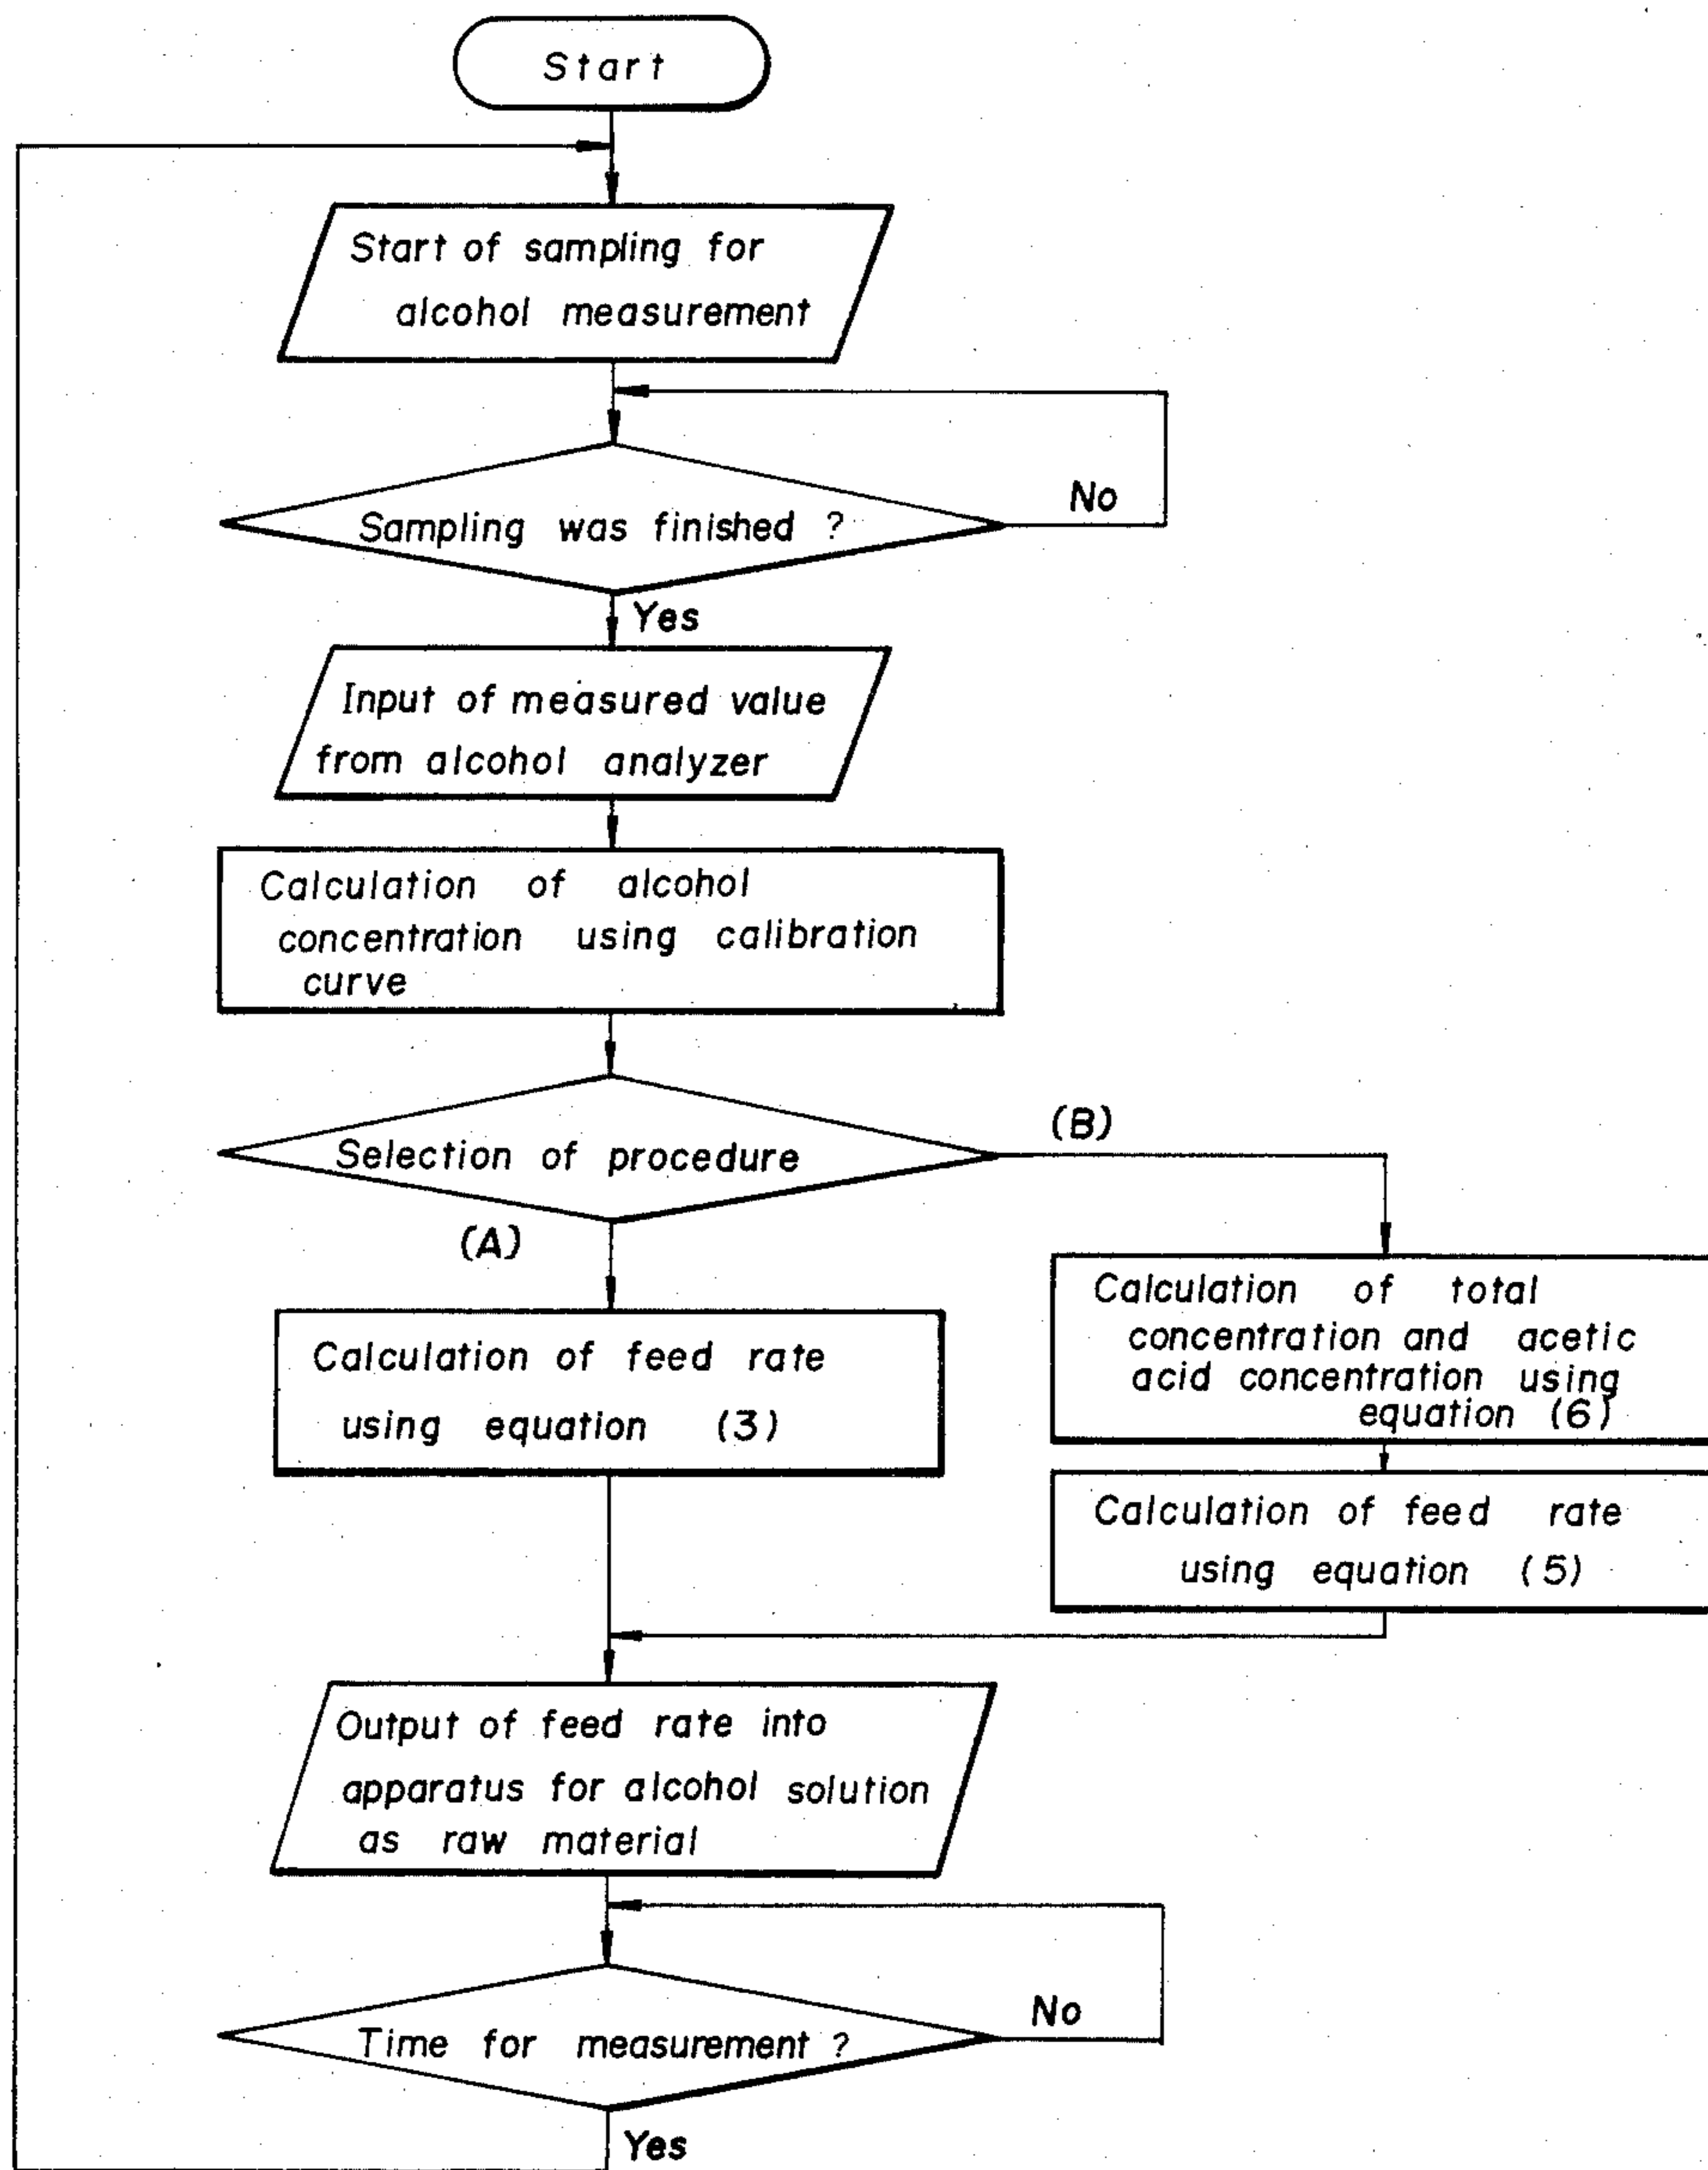 Start
Start of sampling for
alcohol measurement
No
Sampling was finished ?
Yes
Input of measured value
from alcohol analyzer
Calculation of alcohol
concentration using calibration
curve
(B)
Selection of procedure
(A)
Calculation of feed rate
using equation (3)
Calculation of total
concentration and acetic
acid concentration using
equation (6)
Calculation of feed rate
using equation (5)
Output of feed rate into
apparatus for alcohol solution
as raw material
No
Time for measurement ?
Yes